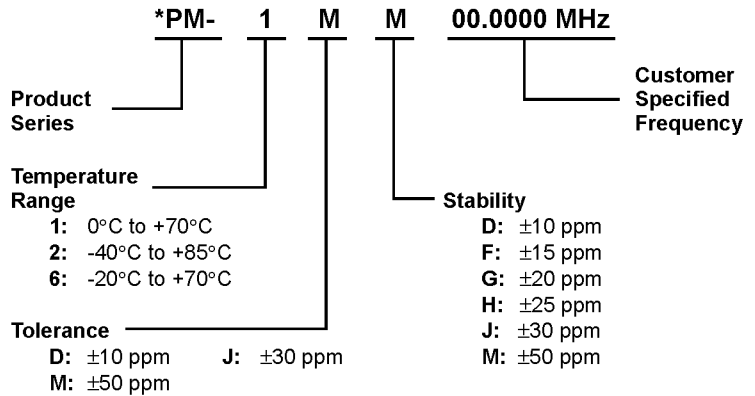 *PM- 1 M M 00.0000 MHz
Product
Series
Customer
Specified
Frequency
Temperature
Range
1: 0°C to +70°C
2: -40°C to +85°C
6: -20°C to +70°C
Stability
D: ±10 ppm
F: ±15 ppm
G: ±20 ppm
H: ±25 ppm
J: ±30 ppm
M: ±50 ppm
Tolerance
D: ±10 ppm J: ±30 ppm
M: ±50 ppm